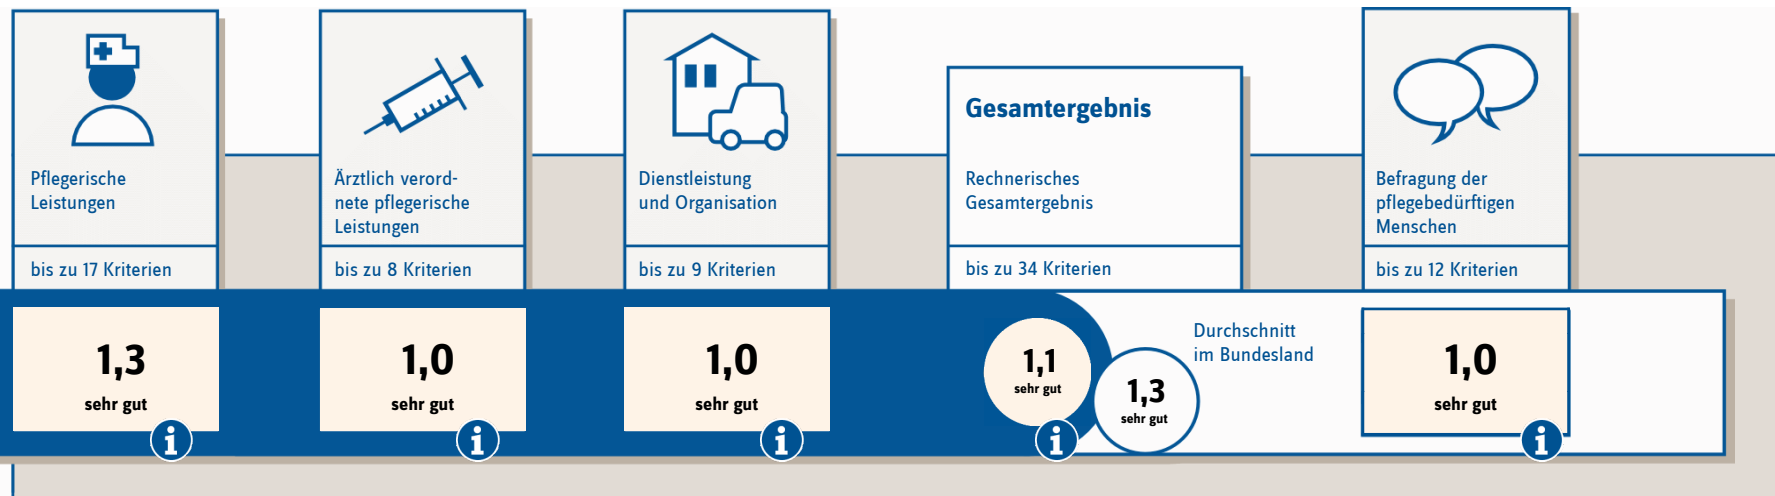 Pflegerische
Leistungen
bis zu 17 Kriterien
1,3
sehr gut
i
Ärztlich verord-
nete pflegerische
Leistungen
bis zu 8 Kriterien
1,0
sehr gut
i
Dienstleistung
und Organisation
bis zu 9 Kriterien
1,0
sehr gut
i
Gesamtergebnis
Rechnerisches
Gesamtergebnis
bis zu 34 Kriterien
1,1
sehr gut
i
Durchschnitt
im Bundesland
1,3
sehr gut
Befragung der
pflegebedürftigen
Menschen
bis zu 12 Kriterien
1,0
sehr gut
i